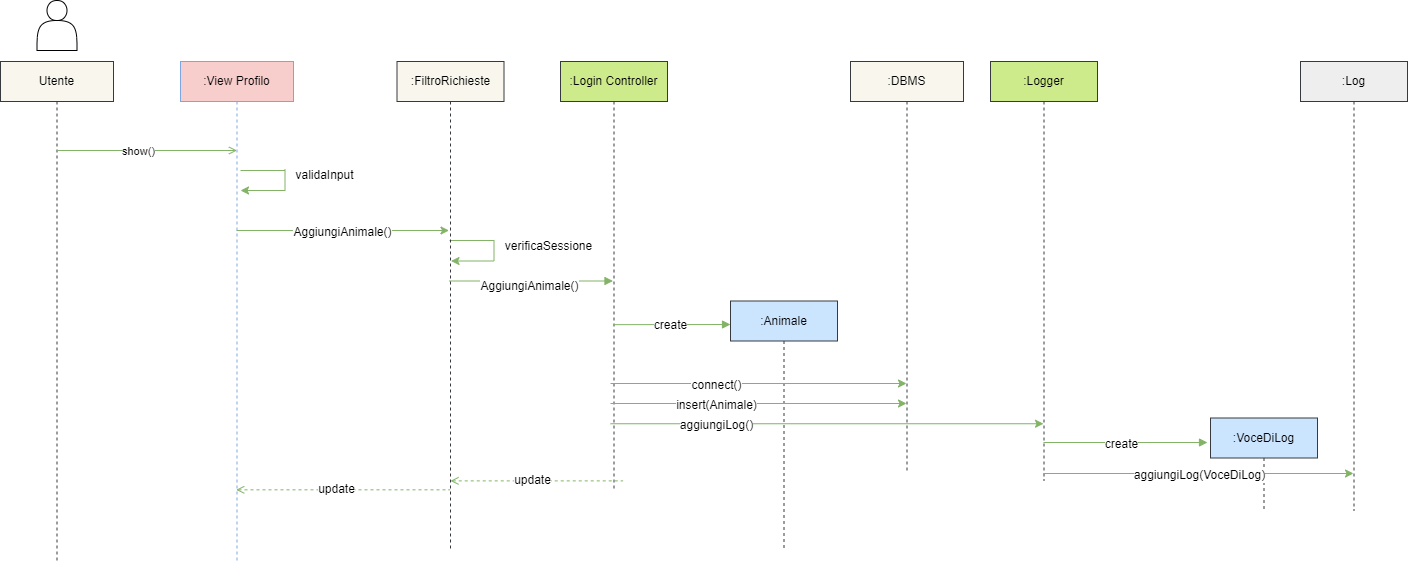 Utente
:View Profilo
:FiltroRichieste
:Login Controller
:DBMS
:Logger
:Log
show()
validaInput
AggiungiAnimale()
verificaSessione
AggiungiAnimale()
create
:Animale
connect()
insert(Animale)
aggiungiLog()
create
:VoceDiLog
aggiungiLog(VoceDiLog)
update
update